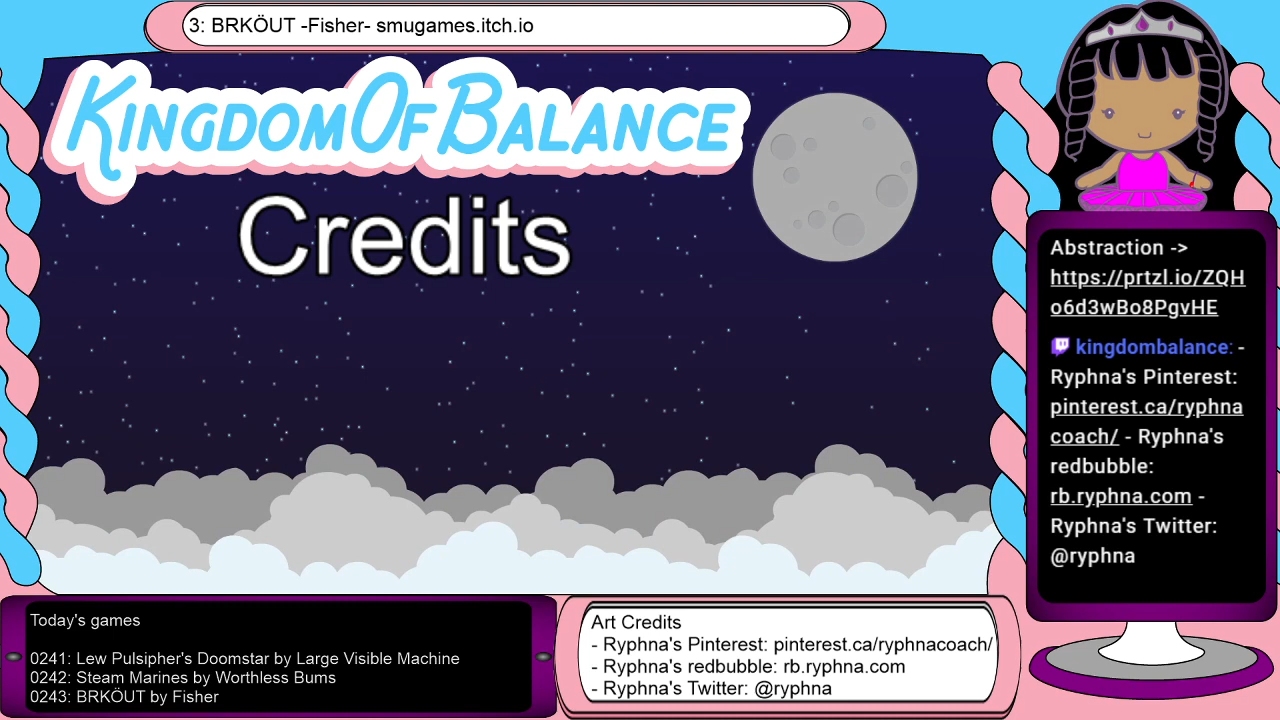 3: BRKÖUT -Fisher- smugames.itch.io
KINGDOMOFBALANCE
Credits
Abstraction ->
https://prtzl.io/ZQH
o6d3wBo8PgvHE
kingdombalance: -
Ryphna's Pinterest:
pinterest.ca/ryphna
coach/ - Ryphna's
redbubble:
rb.ryphna.com -
Ryphna's Twitter:
@ryphna
Today's games
0241: Lew Pulsipher's Doomstar by Large Visible Machine
0242: Steam Marines by Worthless Bums
0243: BRKÖUT by Fisher
Art Credits
- Ryphna's Pinterest: pinterest.ca/ryphnacoach/
- Ryphna's redbubble: rb.ryphna.com
- Ryphna's Twitter: @ryphna